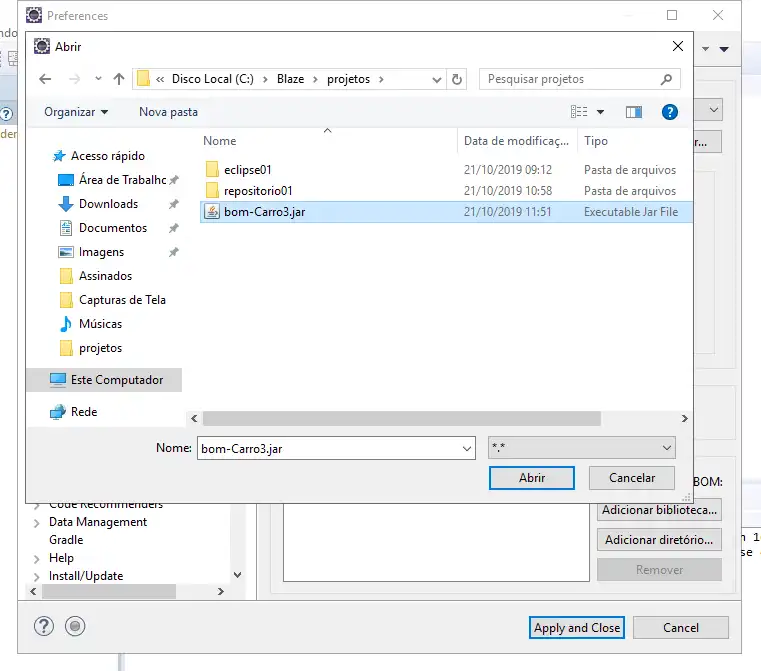 Preferences
Abrir
« Disco Local (C:) > Blaze > projetos >
Pesquisar projetos
Organizar
Nova pasta
Nome
Data de modificaç...
Tipo
Acesso rápido
Área de Trabalho
Downloads
Documentos
Imagens
Assinados
Capturas de Tela
Músicas
projetos
Este Computador
Rede
eclipse01 21/10/2019 09:12 Pasta de arquivos
repositorio01 21/10/2019 10:58 Pasta de arquivos
bom-Carro3.jar 21/10/2019 11:51 Executable Jar File
Nome: bom-Carro3.jar
*.*
Abrir
Cancelar
r...
BOM:
Code Recommenders
Data Management
Gradle
Help
Install/Update
Adicionar biblioteca...
Adicionar diretório...
Remover
Apply and Close
Cancel